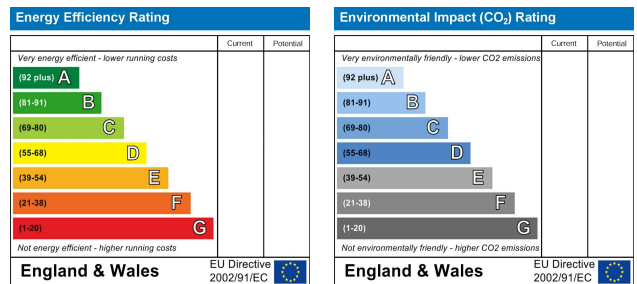 Energy Efficiency Rating
Current Potential
Very energy efficient - lower running costs
(92 plus) A
(81-91) B
(69-80) C
(55-68) D
(39-54) E
(21-38) F
(1-20) G
Not energy efficient - higher running costs
England & Wales
EU Directive
2002/91/EC
Environmental Impact (CO₂) Rating
Current Potential
Very environmentally friendly - lower CO2 emissions
(92 plus) A
(81-91) B
(69-80) C
(55-68) D
(39-54) E
(21-38) F
(1-20) G
Not environmentally friendly - higher CO2 emissions
England & Wales
EU Directive
2002/91/EC